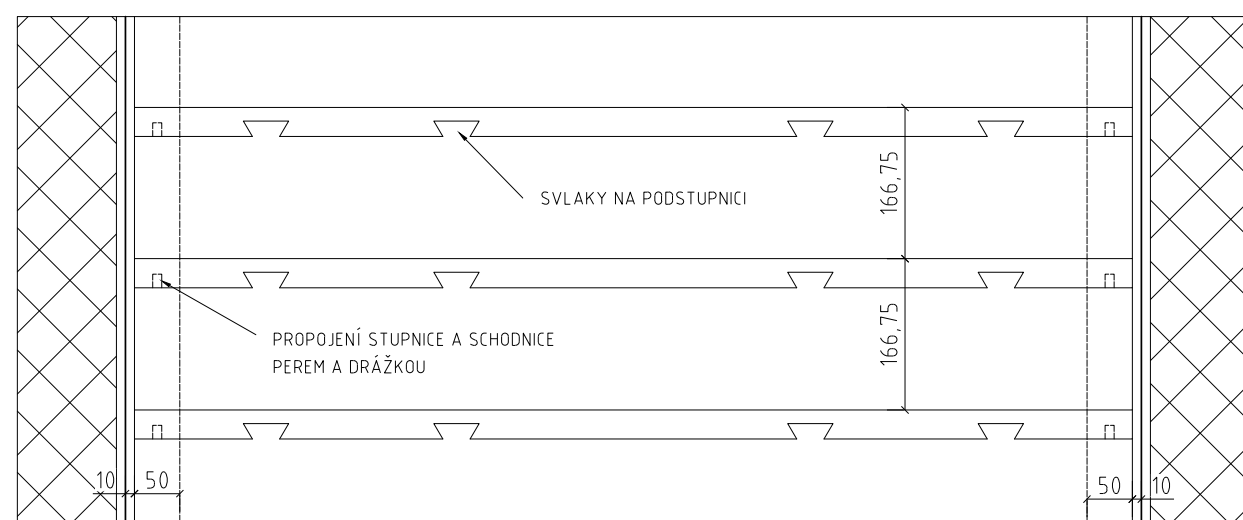 166,75
SVLAKY NA PODSTUPNICI
166,75
PROPOJENÍ STUPNICE A SCHODNICE
PEREM A DRÁŽKOU
10 50
50 10